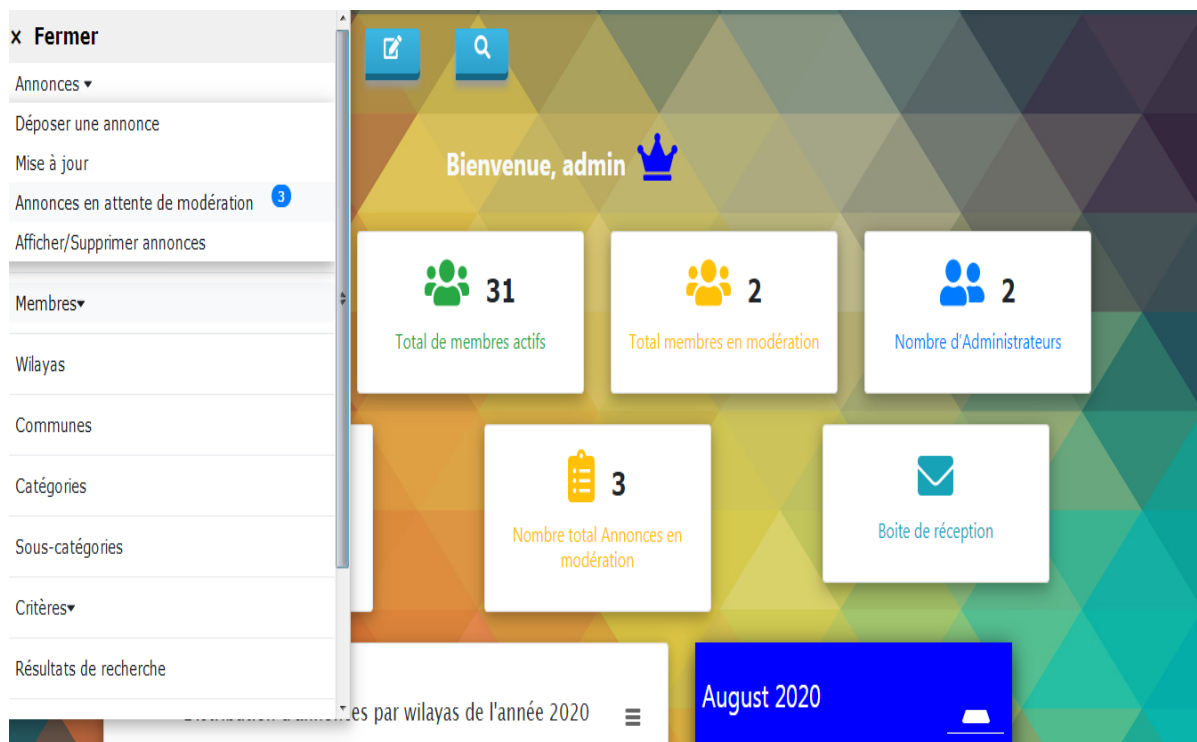 × Fermer
Annonces
Déposer une annonce
Mise à jour
Annonces en attente de modération 3
Afficher/Supprimer annonces
Membres
Wilayas
Communes
Catégories
Sous-catégories
Critères
Résultats de recherche
Bienvenue, admin
31
Total de membres actifs
2
Total membres en modération
2
Nombre d'Administrateurs
3
Nombre total Annonces en
modération
Boite de réception
par wilayas de l'année 2020
August 2020